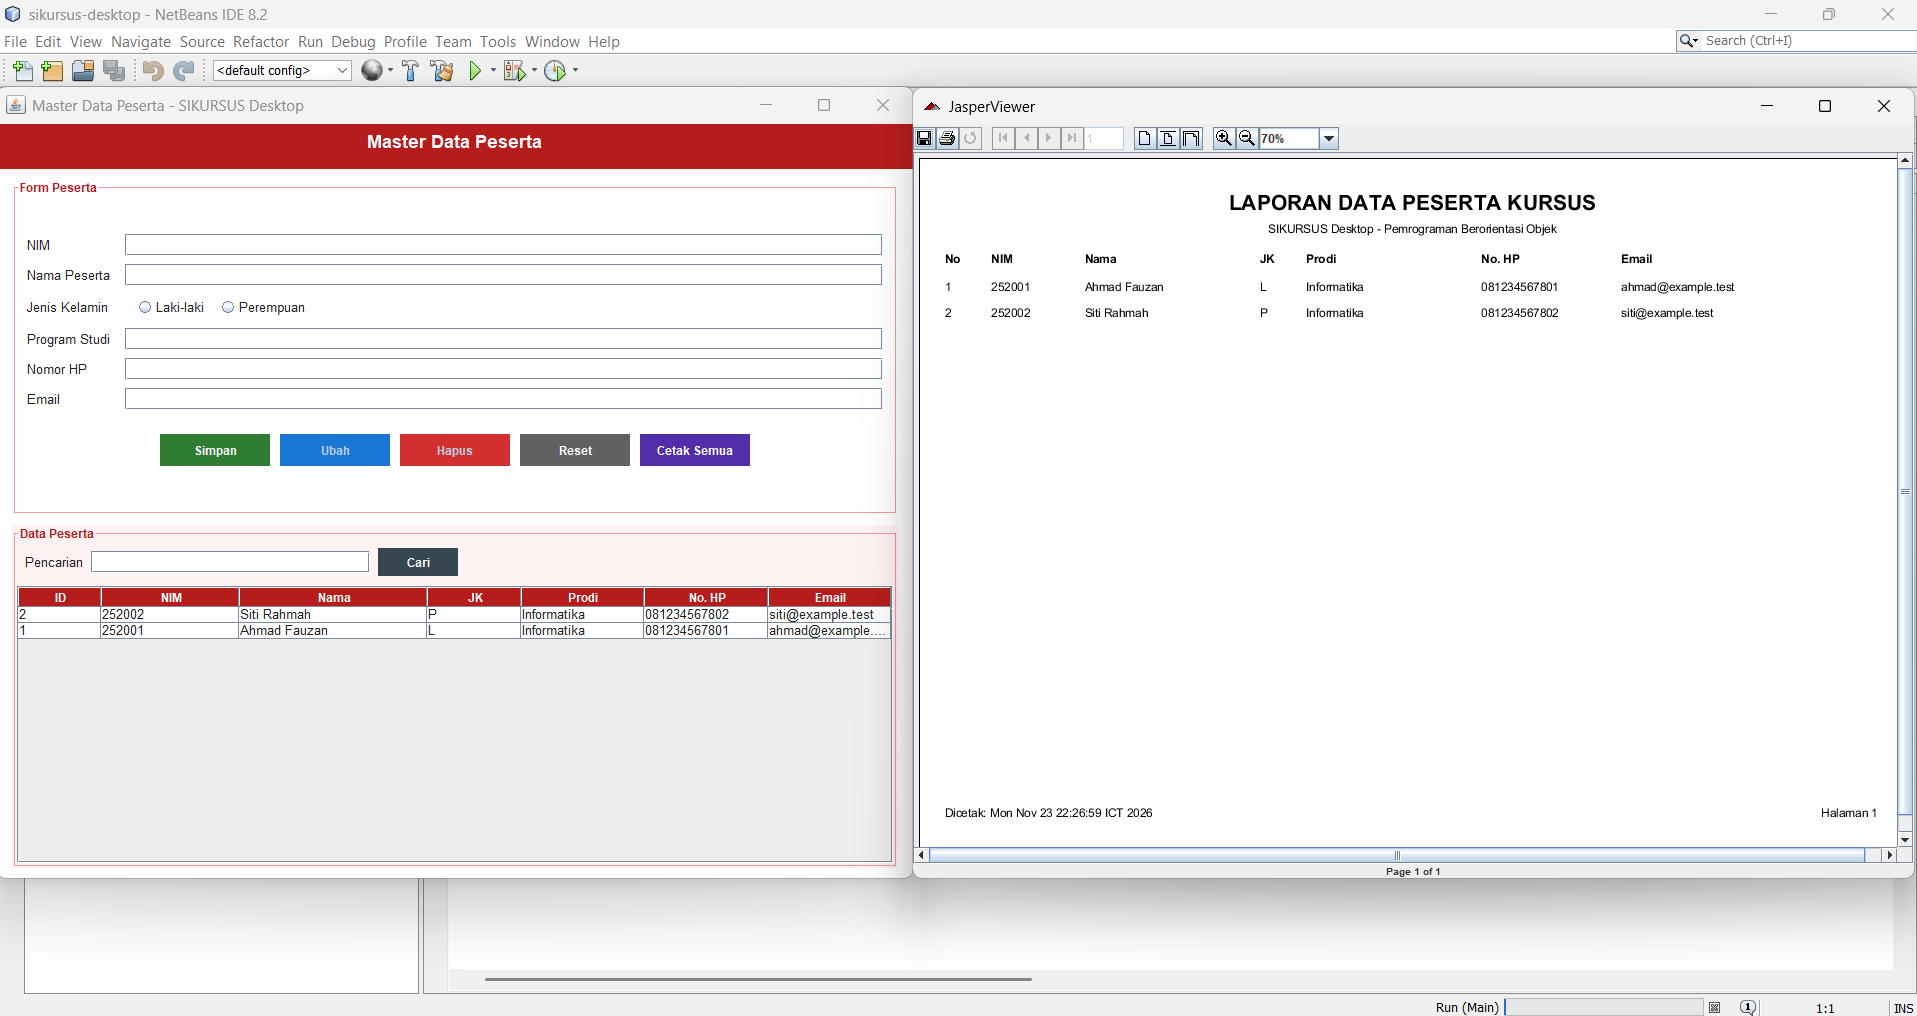 sikursus-desktop - NetBeans IDE 8.2
File Edit View Navigate Source Refactor Run Debug Profile Team Tools Window Help
Search (Ctrl+I)
<default config>
Master Data Peserta - SIKURSUS Desktop
Master Data Peserta
Form Peserta
NIM
Nama Peserta
Jenis Kelamin Laki-laki Perempuan
Program Studi
Nomor HP
Email
Simpan Ubah Hapus Reset Cetak Semua
Data Peserta
Pencarian Cari
ID NIM Nama JK Prodi No. HP Email
2 252002 Siti Rahmah P Informatika 081234567802 siti@example.test
1 252001 Ahmad Fauzan L Informatika 081234567801 ahmad@example....
JasperViewer
1 70%
LAPORAN DATA PESERTA KURSUS
SIKURSUS Desktop - Pemrograman Berorientasi Objek
No NIM Nama JK Prodi No. HP Email
1 252001 Ahmad Fauzan L Informatika 081234567801 ahmad@example.test
2 252002 Siti Rahmah P Informatika 081234567802 siti@example.test
Dicetak: Mon Nov 23 22:26:59 ICT 2026 Halaman 1
Page 1 of 1
Run (Main) 1 1:1 INS